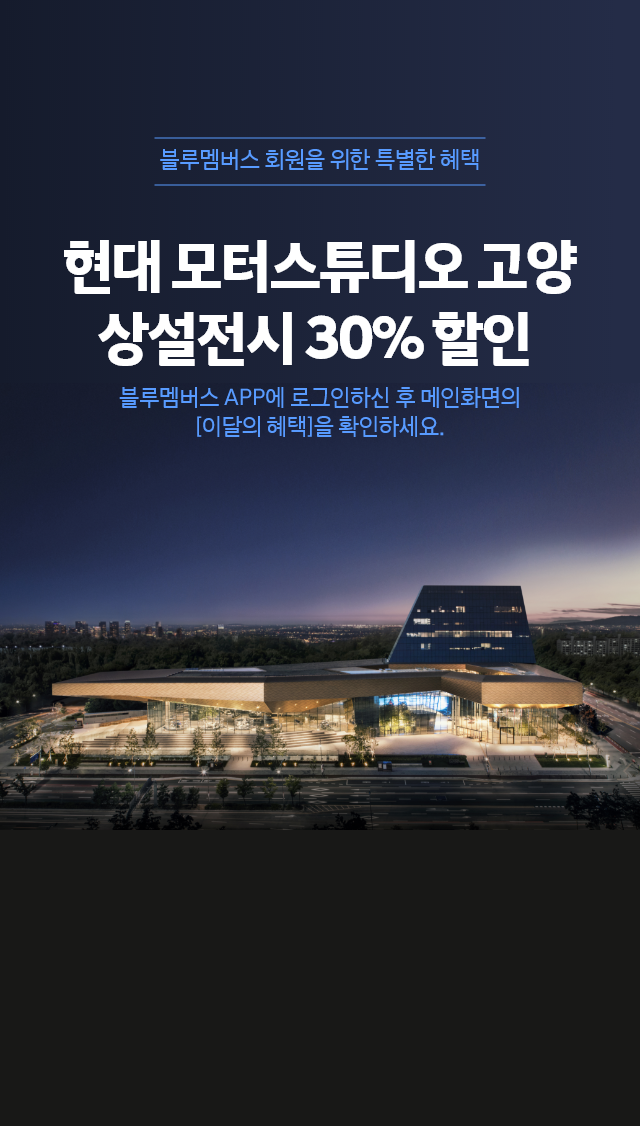 블루멤버스 회원을 위한 특별한 혜택
현대 모터스튜디오 고양
상설전시 30% 할인
블루멤버스 APP에 로그인하신 후 메인화면의
[이달의 혜택]을 확인하세요.